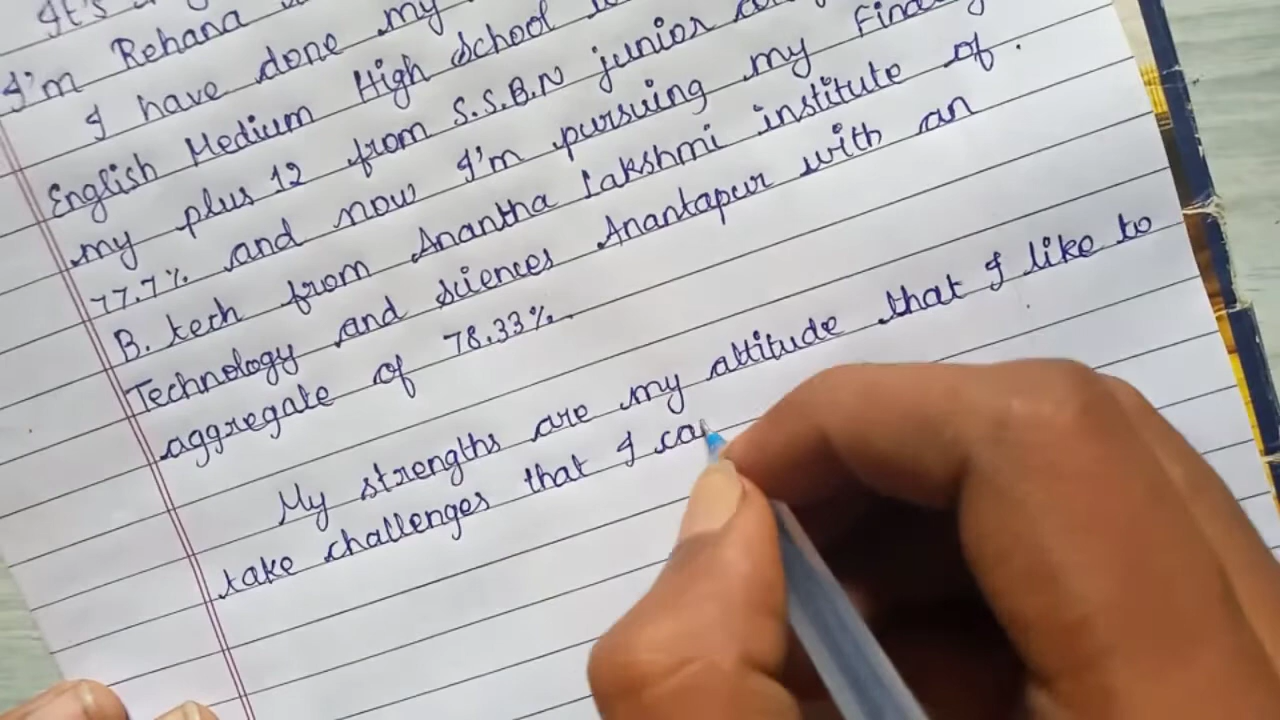 It's a
I'm Rehana
I have done my
English Medium High School
my plus 12 from S.S.B.N junior
77.7% and now I'm pursuing my
B. tech from Anantha Lakshmi institute of
Technology and sciences Anantapur with an
aggregate of 78.33%.
My strengths are my attitude that I like to
take challenges that I can